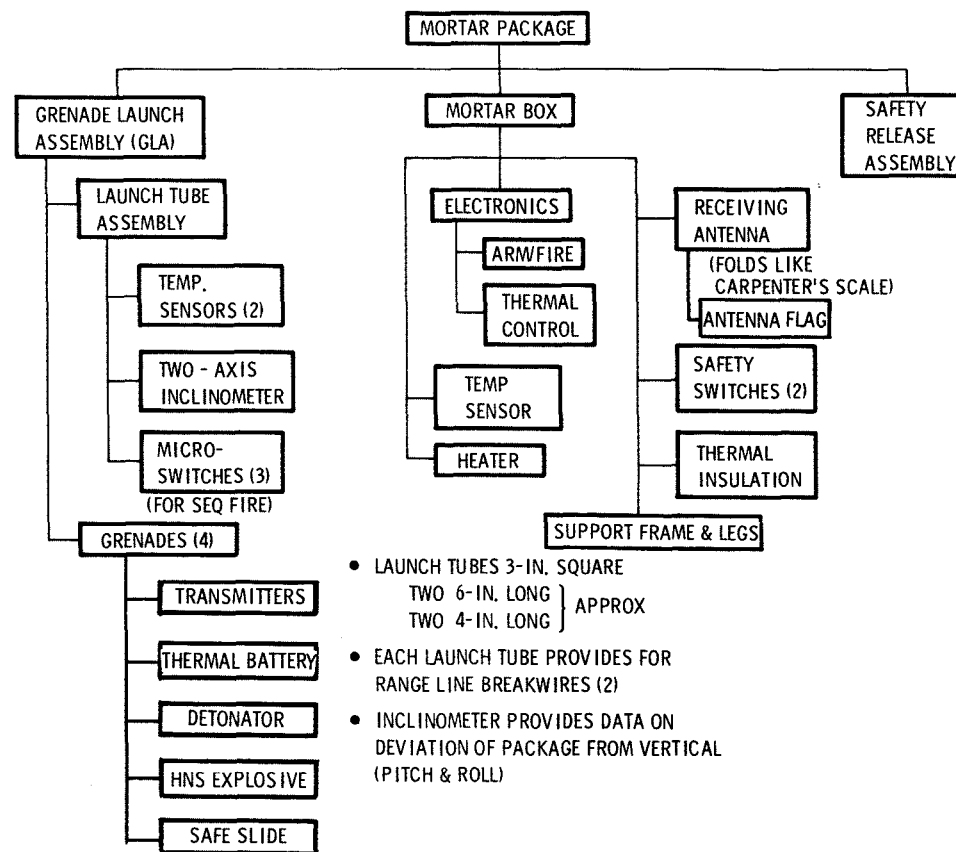 MORTAR PACKAGE
GRENADE LAUNCH
ASSEMBLY (GLA)
MORTAR BOX
SAFETY
RELEASE
ASSEMBLY
LAUNCH TUBE
ASSEMBLY
TEMP.
SENSORS (2)
TWO - AXIS
INCLINOMETER
MICRO-
SWITCHES (3)
(FOR SEQ FIRE)
GRENADES (4)
TRANSMITTERS
THERMAL BATTERY
DETONATOR
HNS EXPLOSIVE
SAFE SLIDE
ELECTRONICS
ARM/FIRE
THERMAL
CONTROL
TEMP
SENSOR
HEATER
RECEIVING
ANTENNA
(FOLDS LIKE
CARPENTER'S SCALE)
ANTENNA FLAG
SAFETY
SWITCHES (2)
THERMAL
INSULATION
SUPPORT FRAME & LEGS
• LAUNCH TUBES 3-IN. SQUARE
TWO 6-IN. LONG
TWO 4-IN. LONG } APPROX
• EACH LAUNCH TUBE PROVIDES FOR
RANGE LINE BREAKWIRES (2)
• INCLINOMETER PROVIDES DATA ON
DEVIATION OF PACKAGE FROM VERTICAL
(PITCH & ROLL)